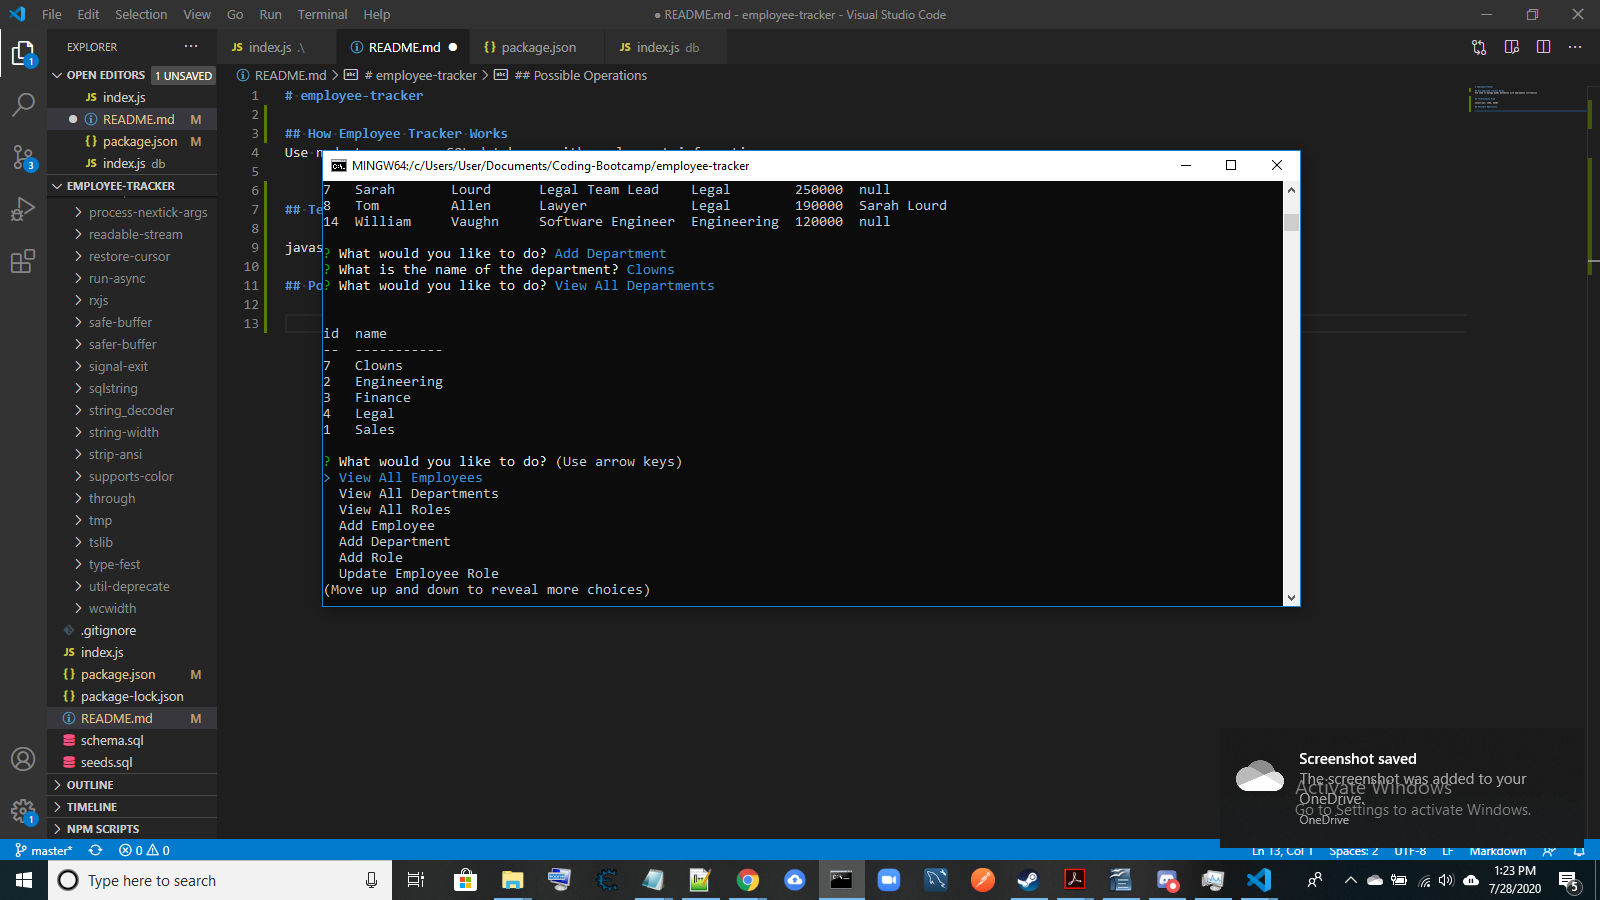 File Edit Selection View Go Run Terminal Help
● README.md - employee-tracker - Visual Studio Code
EXPLORER ...
OPEN EDITORS 1 UNSAVED
JS index.js
README.md M
{} package.json M
JS index.js db
EMPLOYEE-TRACKER
process-nextick-args
readable-stream
restore-cursor
run-async
rxjs
safe-buffer
safer-buffer
signal-exit
sqlstring
string_decoder
string-width
strip-ansi
supports-color
through
tmp
tslib
type-fest
util-deprecate
wcwidth
.gitignore
JS index.js
{} package.json M
{} package-lock.json
README.md M
schema.sql
seeds.sql
OUTLINE
TIMELINE
NPM SCRIPTS
1
3
1
JS index.js .\ README.md ● {} package.json JS index.js db ...
README.md > # employee-tracker > ## Possible Operations
1 # employee-tracker
2
3 ## How Employee Tracker Works
4 Use
5
6
7 ## Te
8
9 javas
10
11 ## Po
12
13
MINGW64:/c/Users/User/Documents/Coding-Bootcamp/employee-tracker
7 Sarah Lourd Legal Team Lead Legal 250000 null
8 Tom Allen Lawyer Legal 190000 Sarah Lourd
14 William Vaughn Software Engineer Engineering 120000 null
? What would you like to do? Add Department
? What is the name of the department? Clowns
? What would you like to do? View All Departments
id name
-- -----------
7 Clowns
2 Engineering
3 Finance
4 Legal
1 Sales
? What would you like to do? (Use arrow keys)
> View All Employees
View All Departments
View All Roles
Add Employee
Add Department
Add Role
Update Employee Role
(Move up and down to reveal more choices)
Screenshot saved
The screenshot was added to your
OneDrive.
OneDrive
Activate Windows
Go to Settings to activate Windows.
master* 0 0
Ln 13, Col 1 Spaces: 2 UTF-8 LF Markdown
Type here to search
1:23 PM
7/28/2020
5